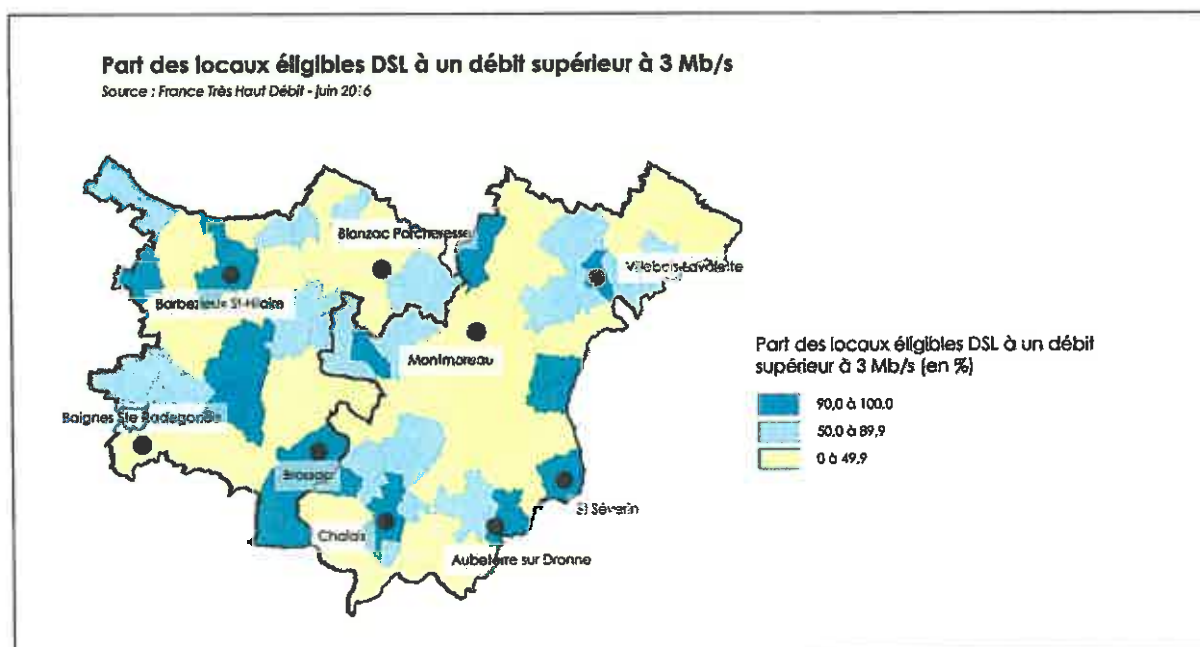 Part des locaux éligibles DSL à un débit supérieur à 3 Mb/s
Source : France Très Haut Débit - juin 2016
Blanzac Porcheresse
Villebois-Lavalette
Barbezieux St-Hilaire
Montmoreau
Baignes Ste Radegonde
Brossac
St Séverin
Chalais
Aubeterre sur Dronne
Part des locaux éligibles DSL à un débit
supérieur à 3 Mb/s (en %)
90,0 à 100,0
50,0 à 89,9
0 à 49,9